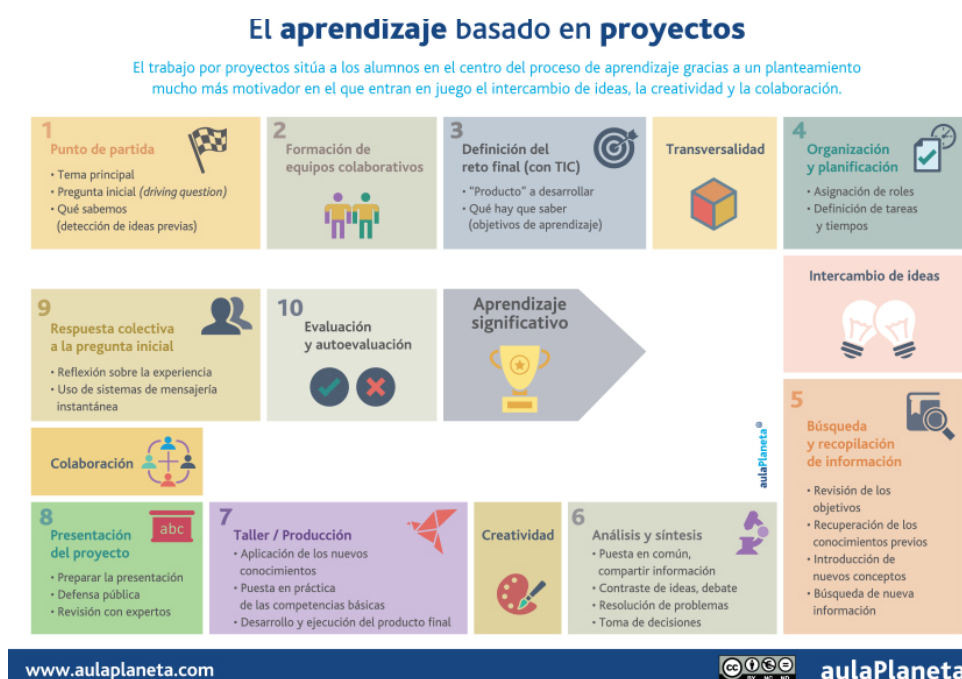 El aprendizaje basado en proyectos
El trabajo por proyectos sitúa a los alumnos en el centro del proceso de aprendizaje gracias a un planteamiento
mucho más motivador en el que entran en juego el intercambio de ideas, la creatividad y la colaboración.
1
Punto de partida
• Tema principal
• Pregunta inicial (driving question)
• Qué sabemos
(detección de ideas previas)
2
Formación de
equipos colaborativos
3
Definición del
reto final (con TIC)
• "Producto" a desarrollar
• Qué hay que saber
(objetivos de aprendizaje)
Transversalidad
4
Organización
y planificación
• Asignación de roles
• Definición de tareas
y tiempos
Intercambio de ideas
5
Búsqueda
y recopilación
de información
• Revisión de los
objetivos
• Recuperación de los
conocimientos previos
• Introducción de
nuevos conceptos
• Búsqueda de nueva
información
6
Análisis y síntesis
• Puesta en común,
compartir información
• Contraste de ideas, debate
• Resolución de problemas
• Toma de decisiones
Creatividad
7
Taller / Producción
• Aplicación de los nuevos
conocimientos
• Puesta en práctica
de las competencias básicas
• Desarrollo y ejecución del producto final
8
abc
Presentación
del proyecto
• Preparar la presentación
• Defensa pública
• Revisión con expertos
Colaboración
9
Respuesta colectiva
a la pregunta inicial
• Reflexión sobre la experiencia
• Uso de sistemas de mensajería
instantánea
10
Evaluación
y autoevaluación
Aprendizaje
significativo
aulaPlaneta
www.aulaplaneta.com
cc
aulaPlaneta